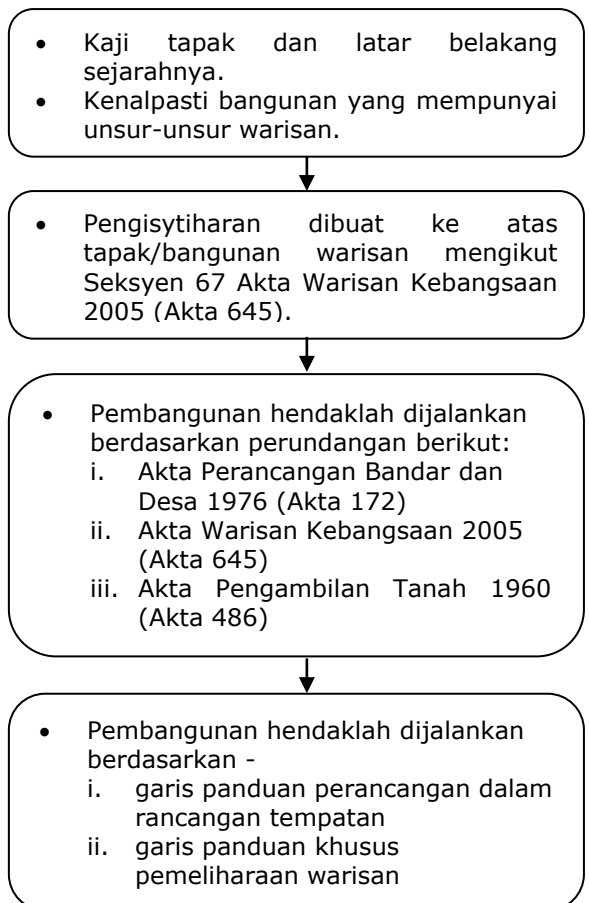 • Kaji tapak dan latar belakang
sejarahnya.
• Kenalpasti bangunan yang mempunyai
unsur-unsur warisan.
• Pengisytiharan dibuat ke atas
tapak/bangunan warisan mengikut
Seksyen 67 Akta Warisan Kebangsaan
2005 (Akta 645).
• Pembangunan hendaklah dijalankan
berdasarkan perundangan berikut:
i. Akta Perancangan Bandar dan
Desa 1976 (Akta 172)
ii. Akta Warisan Kebangsaan 2005
(Akta 645)
iii. Akta Pengambilan Tanah 1960
(Akta 486)
• Pembangunan hendaklah dijalankan
berdasarkan -
i. garis panduan perancangan dalam
rancangan tempatan
ii. garis panduan khusus
pemeliharaan warisan